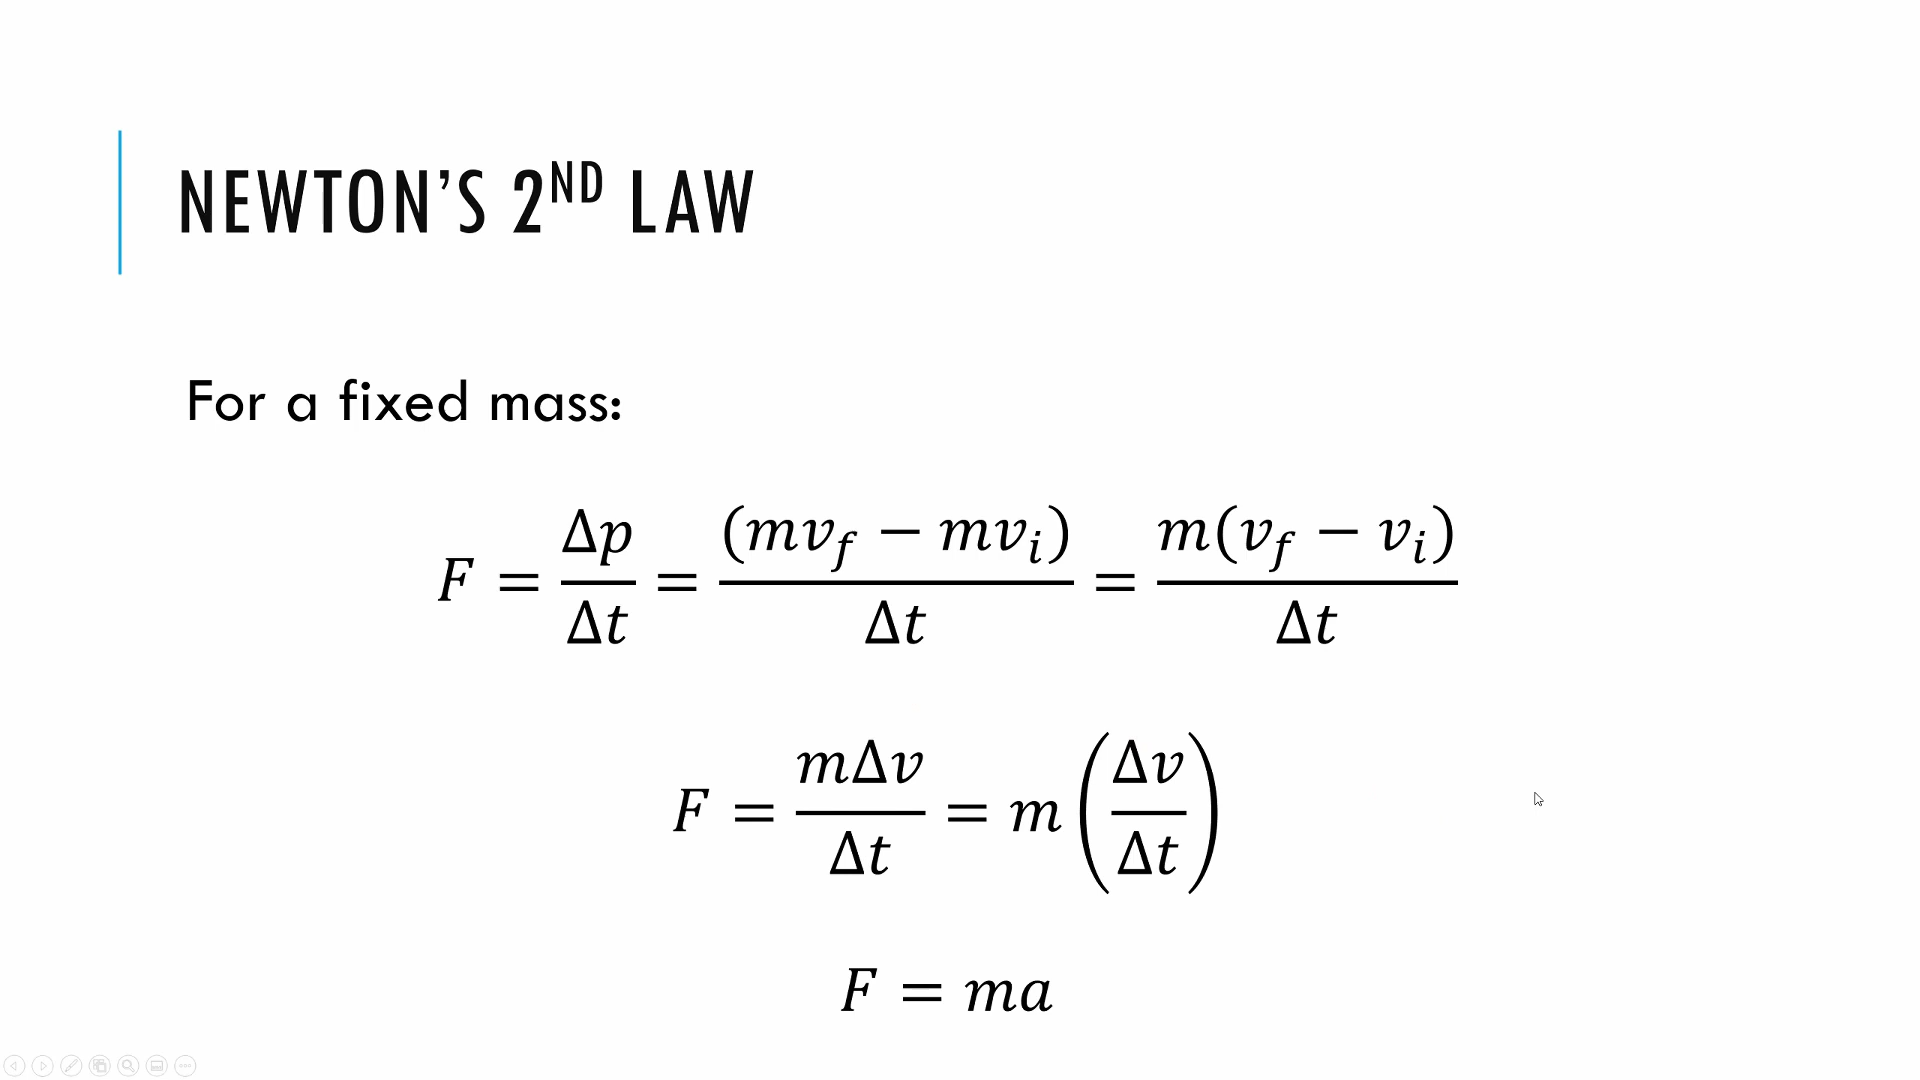 NEWTON'S 2ND LAW
For a fixed mass:
F = Δp/Δt = (mv_f − mv_i)/Δt = m(v_f − v_i)/Δt
F = mΔv/Δt = m(Δv/Δt)
F = ma